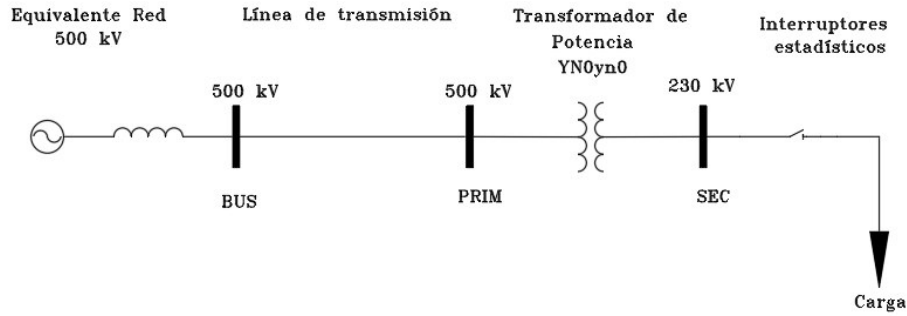 Equivalente Red
500 kV
Línea de transmisión
Transformador de
Potencia
YN0yn0
Interruptores
estadísticos
500 kV
500 kV
230 kV
BUS
PRIM
SEC
Carga